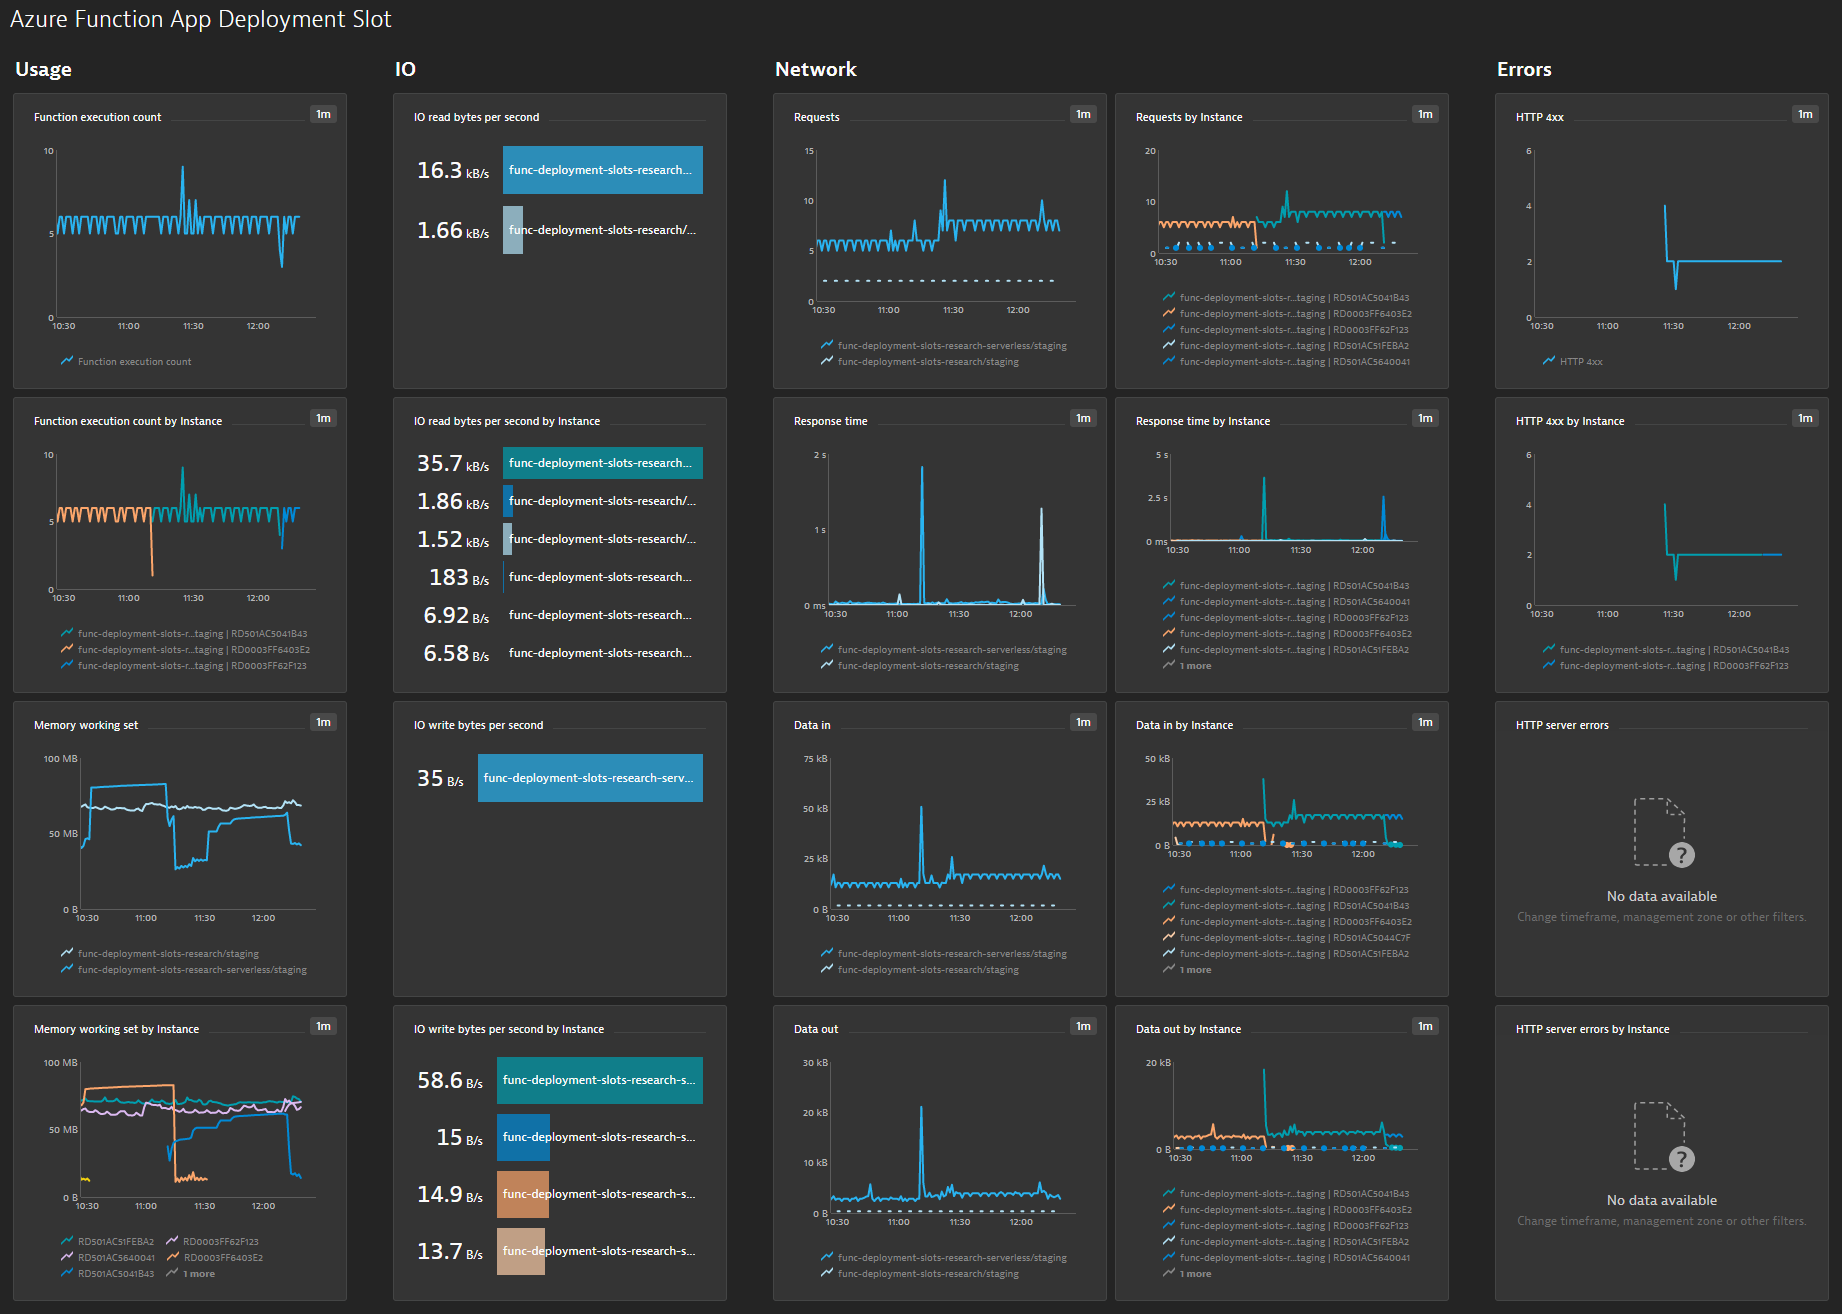 Azure Function App Deployment Slot
Usage
IO
Network
Errors
Function execution count
1m
10
5
0
10:30
11:00
11:30
12:00
Function execution count
IO read bytes per second
16.3 kB/s
func-deployment-slots-research...
1.66 kB/s
func-deployment-slots-research/...
Requests
1m
15
10
5
0
10:30
11:00
11:30
12:00
func-deployment-slots-research-serverless/staging
func-deployment-slots-research/staging
Requests by Instance
1m
20
10
0
10:30
11:00
11:30
12:00
func-deployment-slots-r...taging | RD501AC5041B43
func-deployment-slots-r...taging | RD0003FF6403E2
func-deployment-slots-r...taging | RD0003FF62F123
func-deployment-slots-r...taging | RD501AC51FEBA2
func-deployment-slots-r...taging | RD501AC5640041
HTTP 4xx
1m
6
4
2
0
10:30
11:00
11:30
12:00
HTTP 4xx
Function execution count by Instance
1m
10
5
0
10:30
11:00
11:30
12:00
func-deployment-slots-r...taging | RD501AC5041B43
func-deployment-slots-r...taging | RD0003FF6403E2
func-deployment-slots-r...taging | RD0003FF62F123
IO read bytes per second by Instance
35.7 kB/s
func-deployment-slots-research...
1.86 kB/s
func-deployment-slots-research/...
1.52 kB/s
func-deployment-slots-research/...
183 B/s
func-deployment-slots-research...
6.92 B/s
func-deployment-slots-research...
6.58 B/s
func-deployment-slots-research...
Response time
1m
2 s
1 s
0 ms
10:30
11:00
11:30
12:00
func-deployment-slots-research-serverless/staging
func-deployment-slots-research/staging
Response time by Instance
1m
5 s
2.5 s
0 ms
10:30
11:00
11:30
12:00
func-deployment-slots-r...taging | RD501AC5041B43
func-deployment-slots-r...taging | RD501AC5640041
func-deployment-slots-r...taging | RD0003FF62F123
func-deployment-slots-r...taging | RD0003FF6403E2
func-deployment-slots-r...taging | RD501AC51FEBA2
1 more
HTTP 4xx by Instance
1m
6
4
2
0
10:30
11:00
11:30
12:00
func-deployment-slots-r...taging | RD501AC5041B43
func-deployment-slots-r...taging | RD0003FF62F123
Memory working set
1m
100 MB
50 MB
0 B
10:30
11:00
11:30
12:00
func-deployment-slots-research/staging
func-deployment-slots-research-serverless/staging
IO write bytes per second
35 B/s
func-deployment-slots-research-serv...
Data in
1m
75 kB
50 kB
25 kB
0 B
10:30
11:00
11:30
12:00
func-deployment-slots-research-serverless/staging
func-deployment-slots-research/staging
Data in by Instance
1m
50 kB
25 kB
0 B
10:30
11:00
11:30
12:00
func-deployment-slots-r...taging | RD0003FF62F123
func-deployment-slots-r...taging | RD501AC5041B43
func-deployment-slots-r...taging | RD0003FF6403E2
func-deployment-slots-r...taging | RD501AC5044C7F
func-deployment-slots-r...taging | RD501AC51FEBA2
1 more
HTTP server errors
?
No data available
Change timeframe, management zone or other filters.
Memory working set by Instance
1m
100 MB
50 MB
0 B
10:30
11:00
11:30
12:00
RD501AC51FEBA2
RD0003FF62F123
RD501AC5640041
RD0003FF6403E2
RD501AC5041B43
1 more
IO write bytes per second by Instance
58.6 B/s
func-deployment-slots-research-s...
15 B/s
func-deployment-slots-research-s...
14.9 B/s
func-deployment-slots-research-s...
13.7 B/s
func-deployment-slots-research-s...
Data out
1m
30 kB
20 kB
10 kB
0 B
10:30
11:00
11:30
12:00
func-deployment-slots-research-serverless/staging
func-deployment-slots-research/staging
Data out by Instance
1m
20 kB
0 B
10:30
11:00
11:30
12:00
func-deployment-slots-r...taging | RD501AC5041B43
func-deployment-slots-r...taging | RD0003FF6403E2
func-deployment-slots-r...taging | RD0003FF62F123
func-deployment-slots-r...taging | RD501AC51FEBA2
func-deployment-slots-r...taging | RD501AC5640041
1 more
HTTP server errors by Instance
?
No data available
Change timeframe, management zone or other filters.